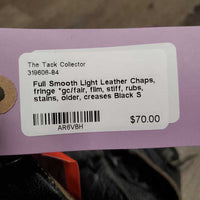 The Tack Collector
319606-84
Full Smooth Light Leather Chaps,
fringe *gc/fair, film, stiff, rubs,
stains, older, creases Black S
$70.00
AR6VBH